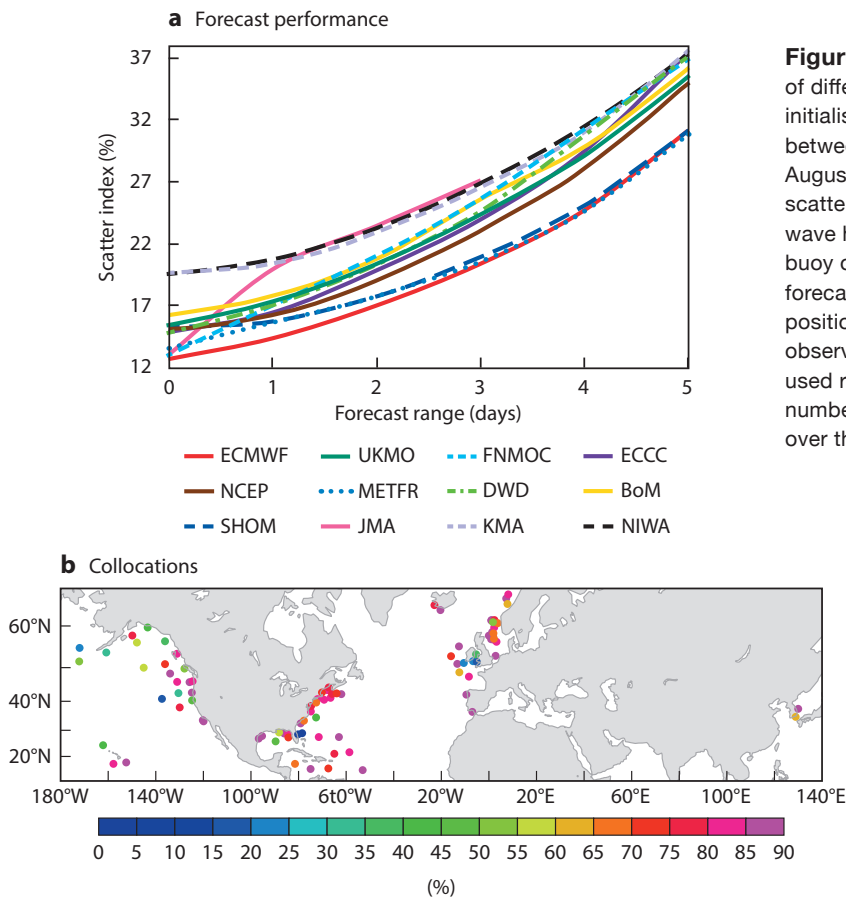 a Forecast performance
37
32
27
22
17
12
Scatter index (%)
0 1 2 3 4 5
Forecast range (days)
ECMWF UKMO FNMOC ECCC
NCEP METFR DWD BoM
SHOM JMA KMA NIWA
Figur
of diffe
initialis
between
Augus
scatte
wave h
buoy o
foreca
positio
observ
used r
numbe
over th
b Collocations
60°N
40°N
20°N
180°W 140°W 100°W 6t0°W 20°W 20°E 60°E 100°E 140°E
0 5 10 15 20 25 30 35 40 45 50 55 60 65 70 75 80 85 90
(%)